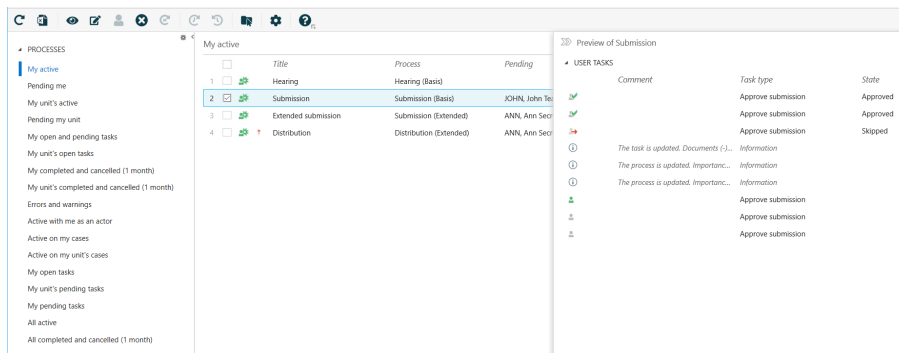 PROCESSES
My active
Pending me
My unit's active
Pending my unit
My open and pending tasks
My unit's open tasks
My completed and cancelled (1 month)
My unit's completed and cancelled (1 month)
Errors and warnings
Active with me as an actor
Active on my cases
Active on my unit's cases
My open tasks
My unit's pending tasks
My pending tasks
All active
All completed and cancelled (1 month)
My active
Title Process Pending
1 Hearing Hearing (Basis)
2 Submission Submission (Basis) JOHN, John Tea
3 Extended submission Submission (Extended) ANN, Ann Secr
4 Distribution Distribution (Extended) ANN, Ann Secr
Preview of Submission
USER TASKS
Comment Task type State
Approve submission Approved
Approve submission Approved
Approve submission Skipped
The task is updated. Documents (-)... Information
The process is updated. Importanc... Information
The process is updated. Importanc... Information
Approve submission
Approve submission
Approve submission